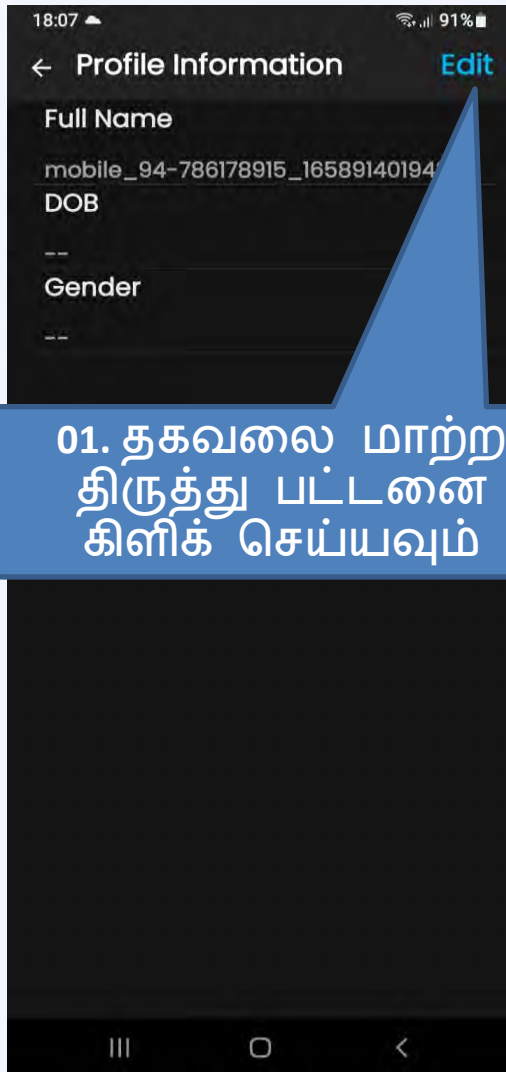 18:07 91%
← Profile Information Edit
Full Name
mobile_94-786178915_16589140194
DOB
--
Gender
--
01. தகவலை மாற்ற
திருத்து பட்டனை
கிளிக் செய்யவும்